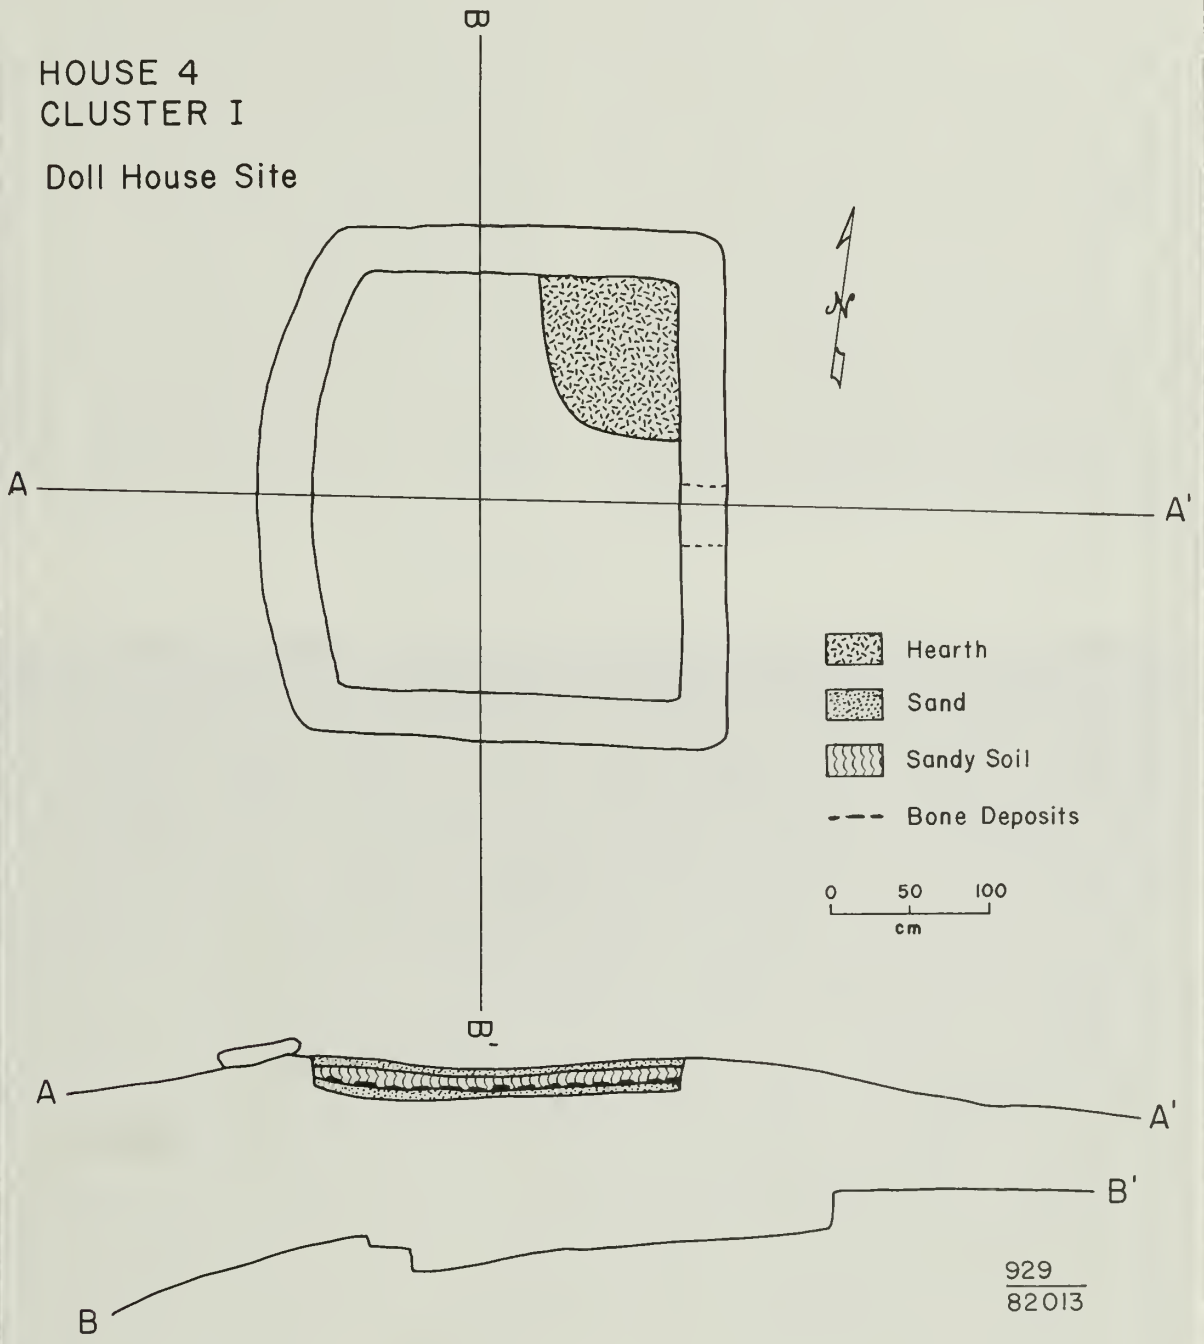 B
HOUSE 4
CLUSTER I
Doll House Site
N
A
A'
Hearth
Sand
Sandy Soil
Bone Deposits
0 50 100
cm
B'
A
A'
B'
B
929
82013